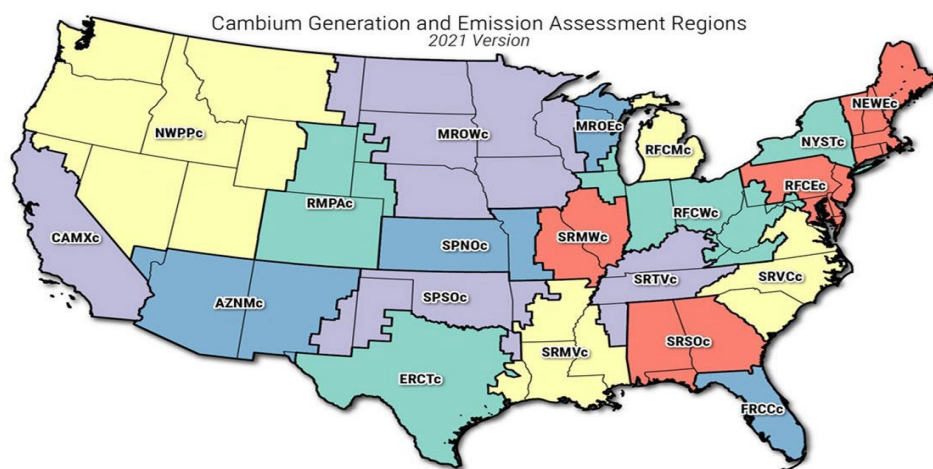 Cambium Generation and Emission Assessment Regions
2021 Version
NWPPc
MROWc
MROEc
RFCMc
NYSTc
NEWEc
RFCEc
RMPAc
RFCWc
CAMXc
SPNOc
SRMWc
SRTVc
SRVCc
AZNMc
SPSOc
SRMVc
SRSOc
ERCTc
FRCCc